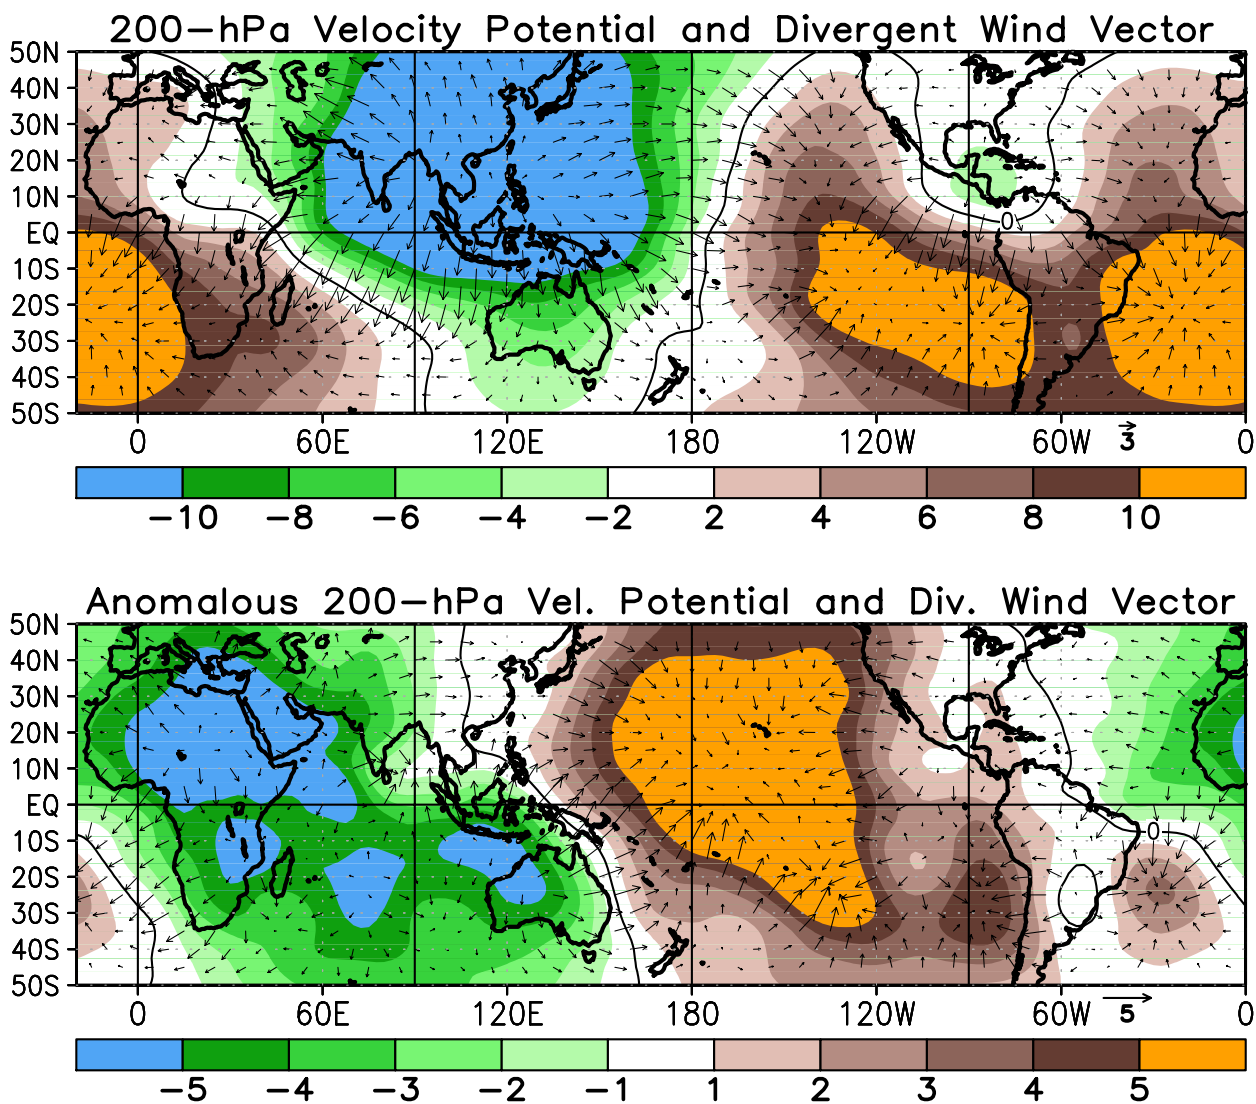 200-hPa Velocity Potential and Divergent Wind Vector
50N
40N
30N
20N
10N
EQ
10S
20S
30S
40S
50S
0
0 60E 120E 180 120W 60W 3 0
-10 -8 -6 -4 -2 2 4 6 8 10
Anomalous 200-hPa Vel. Potential and Div. Wind Vector
50N
40N
30N
20N
10N
EQ
10S
20S
30S
40S
50S
0
0 60E 120E 180 120W 60W 5 0
-5 -4 -3 -2 -1 1 2 3 4 5